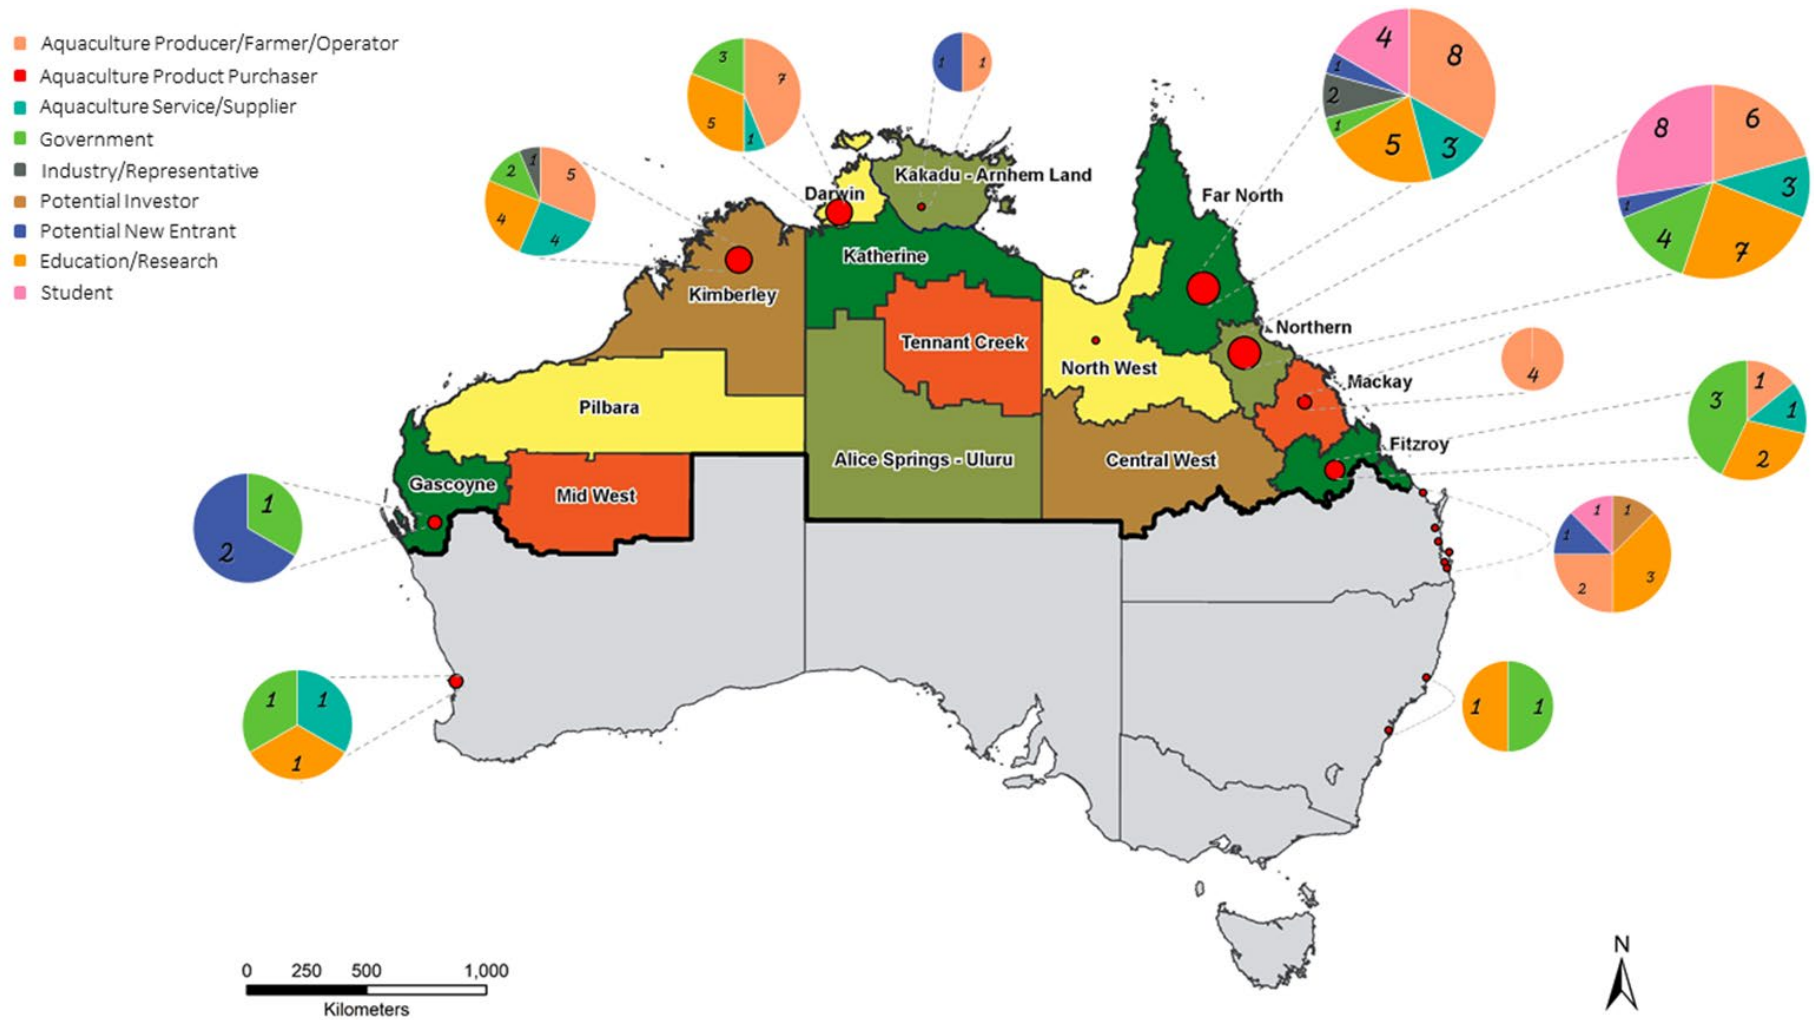 Aquaculture Producer/Farmer/Operator
Aquaculture Product Purchaser
Aquaculture Service/Supplier
Government
Industry/Representative
Potential Investor
Potential New Entrant
Education/Research
Student
3
7
5
1
1
1
4
8
1
2
1
5
3
8
6
3
1
4
7
2
1
5
4
4
Darwin
Kakadu - Arnhem Land
Far North
Katherine
Kimberley
Tennant Creek
North West
Northern
Mackay
Pilbara
Alice Springs - Uluru
Central West
Fitzroy
Gascoyne
Mid West
4
3
1
1
2
1
2
1
1
1
2
3
1
1
1
1
1
0 250 500 1,000
Kilometers
N